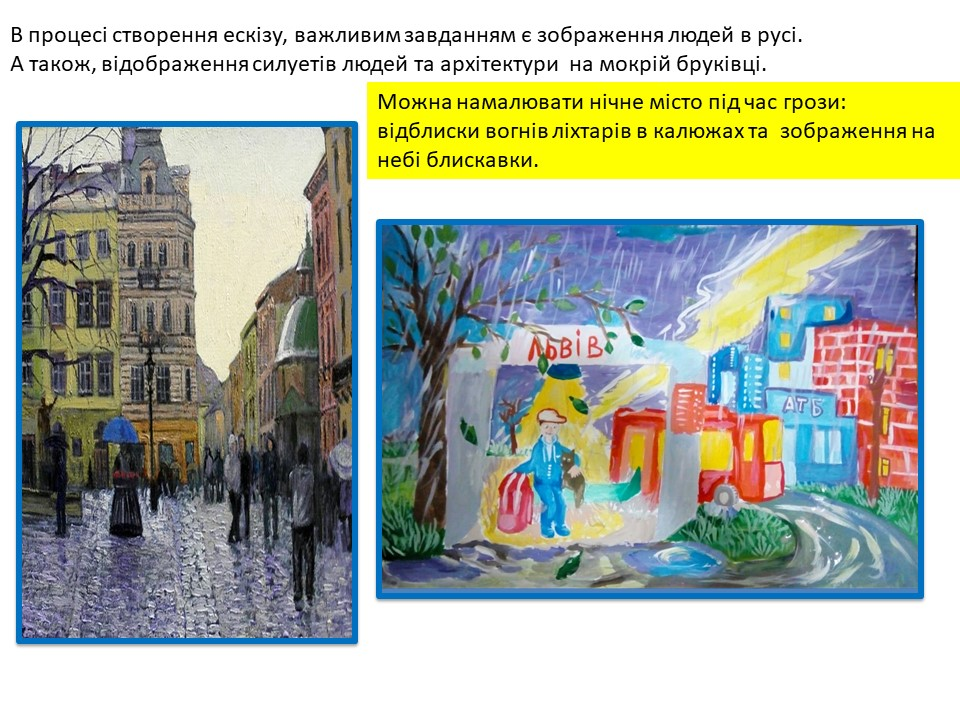 В процесі створення ескізу, важливим завданням є зображення людей в русі.
А також, відображення силуетів людей та архітектури на мокрій бруківці.
Можна намалювати нічне місто під час грози:
відблиски вогнів ліхтарів в калюжах та зображення на
небі блискавки.
ЛЬВІВ
АТБ